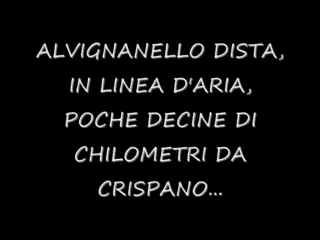 ALVIGNANELLO DISTA,
IN LINEA D'ARIA,
POCHE DECINE DI
CHILOMETRI DA
CRISPANO...